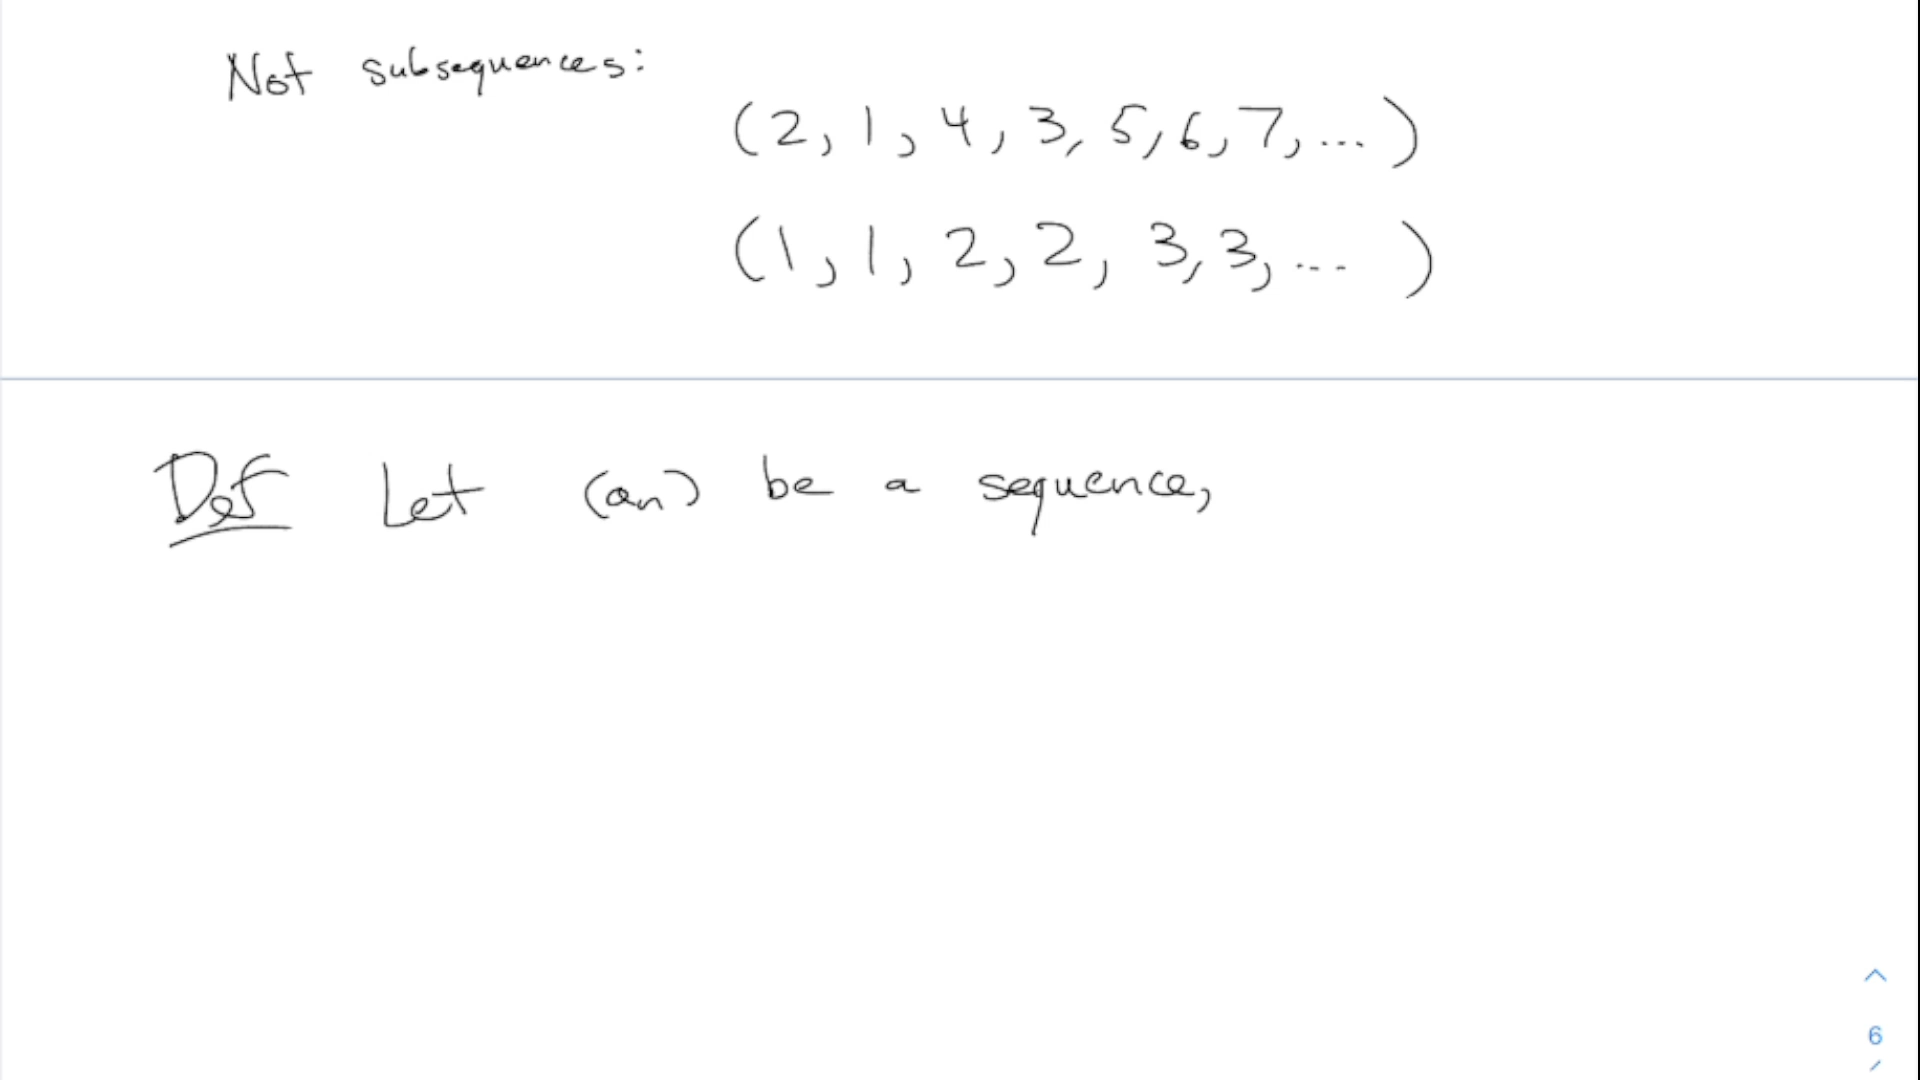 Not subsequences:
(2, 1, 4, 3, 5, 6, 7, ... )
(1, 1, 2, 2, 3, 3, ... )
Def Let (an) be a sequence,
6